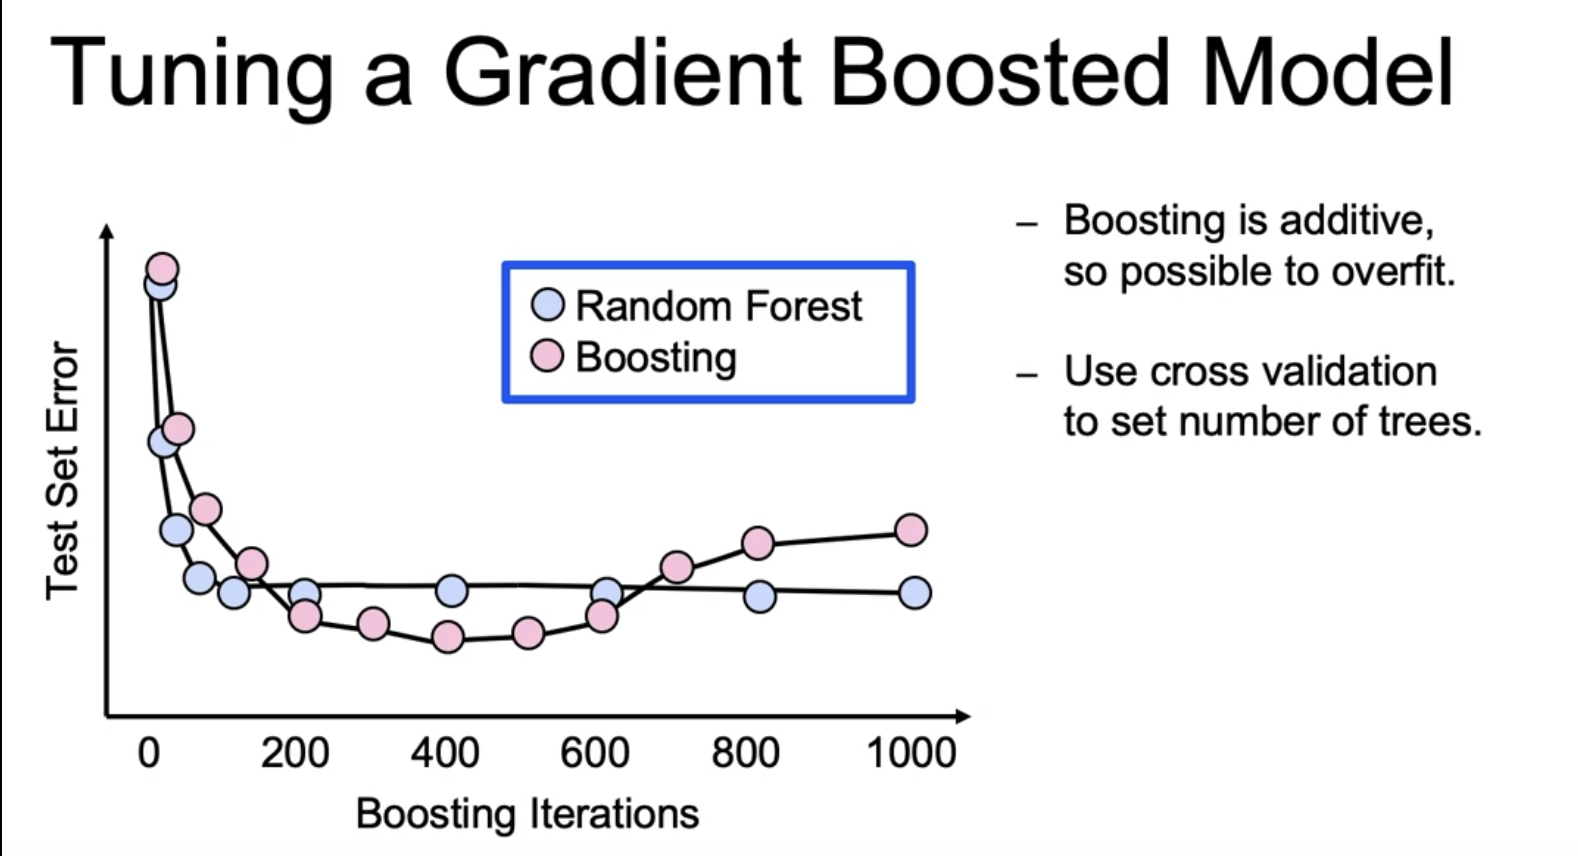 Tuning a Gradient Boosted Model
Test Set Error
Random Forest
Boosting
0 200 400 600 800 1000
Boosting Iterations
– Boosting is additive,
so possible to overfit.
– Use cross validation
to set number of trees.